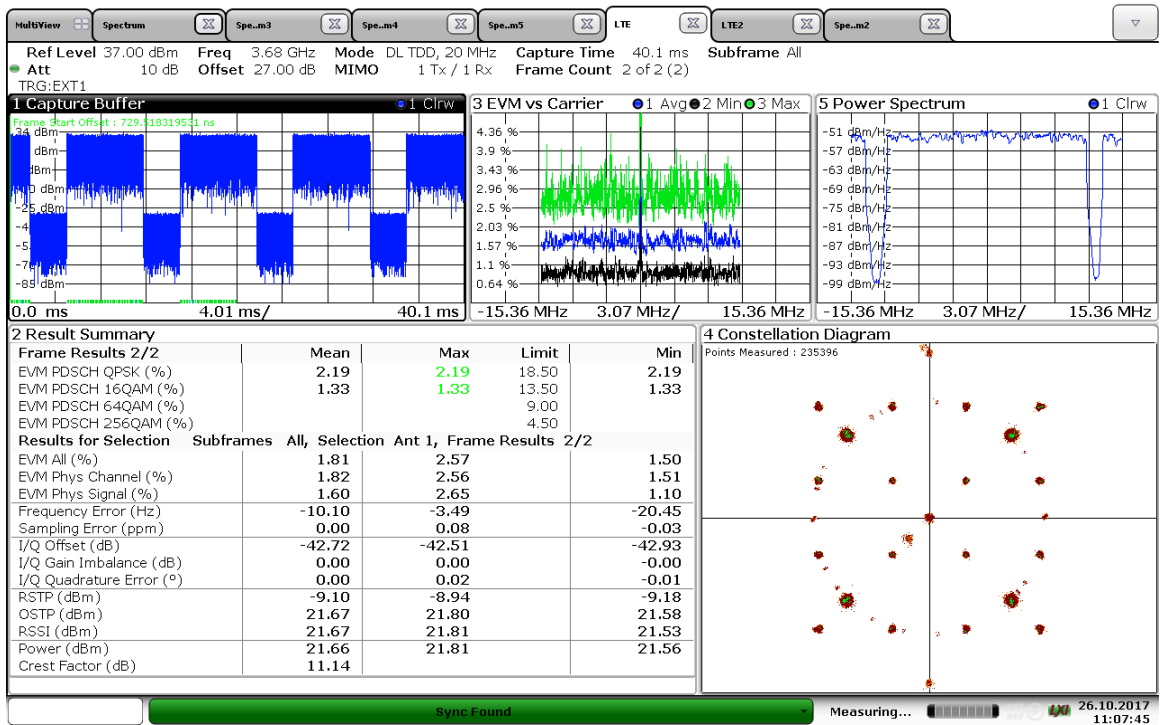 MultiView Spectrum Spe..m3 Spe..m4 Spe..m5 LTE LTE2 Spe..m2
Ref Level 37.00 dBm Freq 3.68 GHz Mode DL TDD, 20 MHz Capture Time 40.1 ms Subframe All
Att 10 dB Offset 27.00 dB MIMO 1 Tx / 1 Rx Frame Count 2 of 2 (2)
TRG:EXT1
1 Capture Buffer 1 Clrw
Frame Start Offset : 729.518319521 ns
34 dBm
dBm
dBm
dBm
-25 dBm
-85 dBm
0.0 ms 4.01 ms/ 40.1 ms
3 EVM vs Carrier 1 Avg 2 Min 3 Max
4.36 %
3.9 %
3.43 %
2.96 %
2.5 %
2.03 %
1.57 %
1.1 %
0.64 %
-15.36 MHz 3.07 MHz/ 15.36 MHz
5 Power Spectrum 1 Clrw
-51 dBm/Hz
-57 dBm/Hz
-63 dBm/Hz
-69 dBm/Hz
-75 dBm/Hz
-81 dBm/Hz
-87 dBm/Hz
-93 dBm/Hz
-99 dBm/Hz
-15.36 MHz 3.07 MHz/ 15.36 MHz
2 Result Summary
Frame Results 2/2 Mean Max Limit Min
EVM PDSCH QPSK (%) 2.19 2.19 18.50 2.19
EVM PDSCH 16QAM (%) 1.33 1.33 13.50 1.33
EVM PDSCH 64QAM (%) 9.00
EVM PDSCH 256QAM (%) 4.50
Results for Selection Subframes All, Selection Ant 1, Frame Results 2/2
EVM All (%) 1.81 2.57 1.50
EVM Phys Channel (%) 1.82 2.56 1.51
EVM Phys Signal (%) 1.60 2.65 1.10
Frequency Error (Hz) -10.10 -3.49 -20.45
Sampling Error (ppm) 0.00 0.08 -0.03
I/Q Offset (dB) -42.72 -42.51 -42.93
I/Q Gain Imbalance (dB) 0.00 0.00 -0.00
I/Q Quadrature Error (°) 0.00 0.02 -0.01
RSTP (dBm) -9.10 -8.94 -9.18
OSTP (dBm) 21.67 21.80 21.58
RSSI (dBm) 21.67 21.81 21.53
Power (dBm) 21.66 21.81 21.56
Crest Factor (dB) 11.14
4 Constellation Diagram
Points Measured : 235396
Sync Found
Measuring...
REF
LXI
26.10.2017
11:07:45